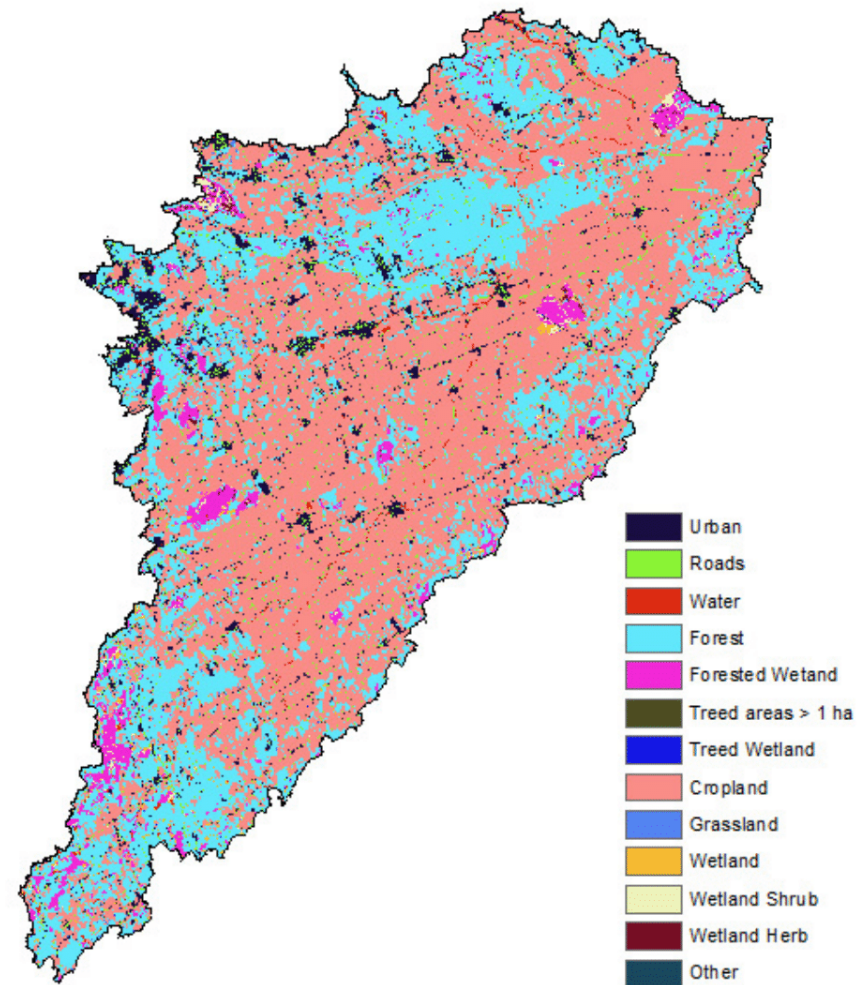 Urban
Roads
Water
Forest
Forested Wetand
Treed areas > 1 ha
Treed Wetland
Cropland
Grassland
Wetland
Wetland Shrub
Wetland Herb
Other